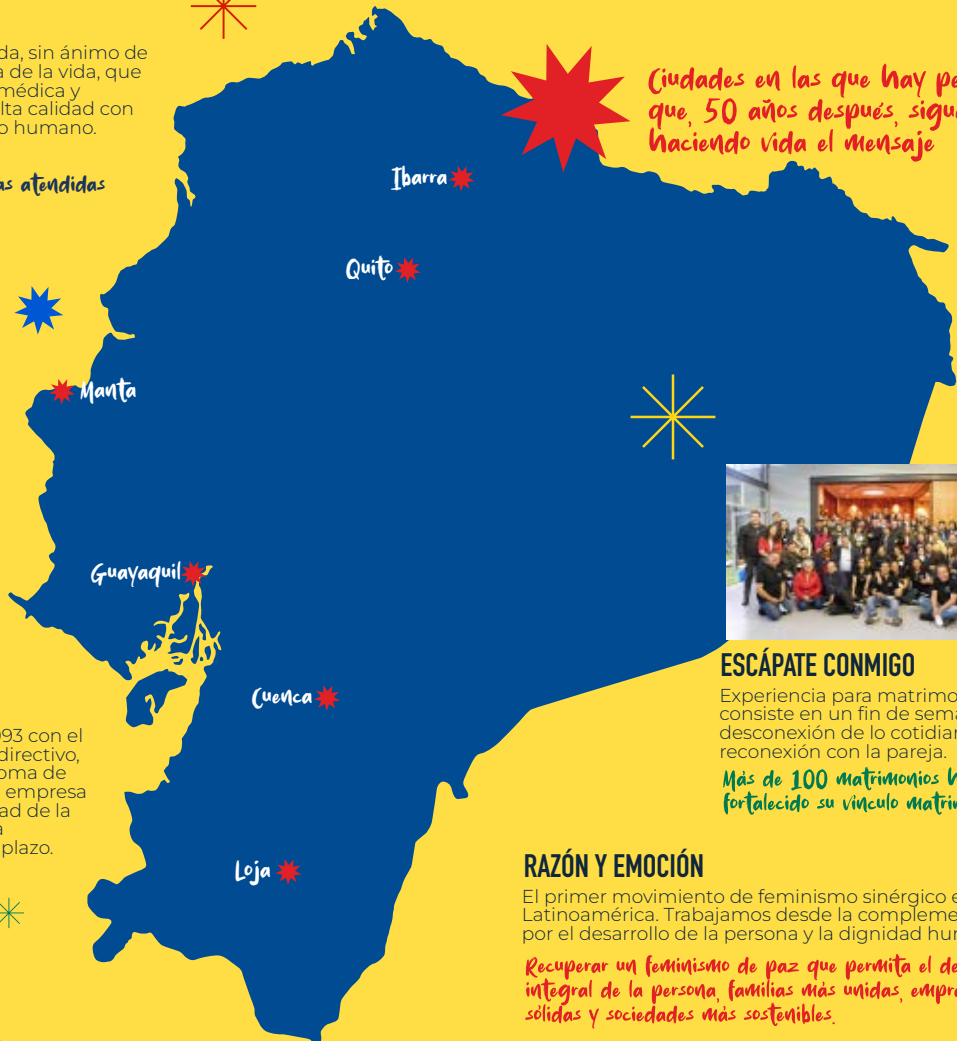 da, sin ánimo de
a de la vida, que
médica y
lta calidad con
o humano.
as atendidas
Ciudades en las que hay pe
que, 50 años después, sigu
haciendo vida el mensaje
Ibarra
Quito
Manta
Guayaquil
Cuenca
Loja
93 con el
directivo,
oma de
empresa
ad de la
a
plazo.
ESCÁPATE CONMIGO
Experiencia para matrimo
consiste en un fin de sema
desconexión de lo cotidian
reconexión con la pareja.
Más de 100 matrimonios h
fortalecido su vínculo matrim
RAZÓN Y EMOCIÓN
El primer movimiento de feminismo sinérgico e
Latinoamérica. Trabajamos desde la compleme
por el desarrollo de la persona y la dignidad hum
Recuperar un feminismo de paz que permita el de
integral de la persona, familias más unidas, empre
sólidas y sociedades más sostenibles.